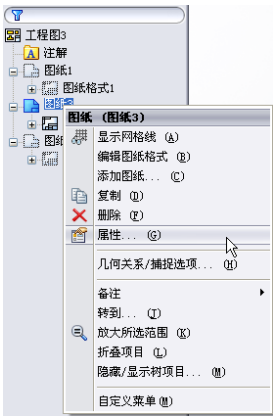 工程图3
注解
图纸1
图纸格式1
图纸
图纸 (图纸3)
显示网格线 (A)
编辑图纸格式 (B)
添加图纸... (C)
复制 (D)
删除 (F)
属性... (G)
几何关系/捕捉选项... (H)
备注
转到... (J)
放大所选范围 (K)
折叠项目 (L)
隐藏/显示树项目... (M)
自定义菜单(M)